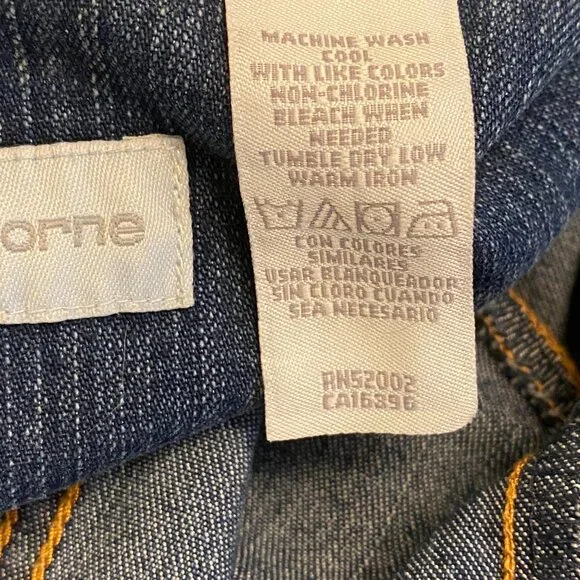 orne
MACHINE WASH
COOL
WITH LIKE COLORS
NON-CHLORINE
BLEACH WHEN
NEEDED
TUMBLE DRY LOW
WARM IRON
CON COLORES
SIMILARES
USAR BLANQUEADOR
SIN CLORO CUANDO
SEA NECESARIO
RN52002
CA16896